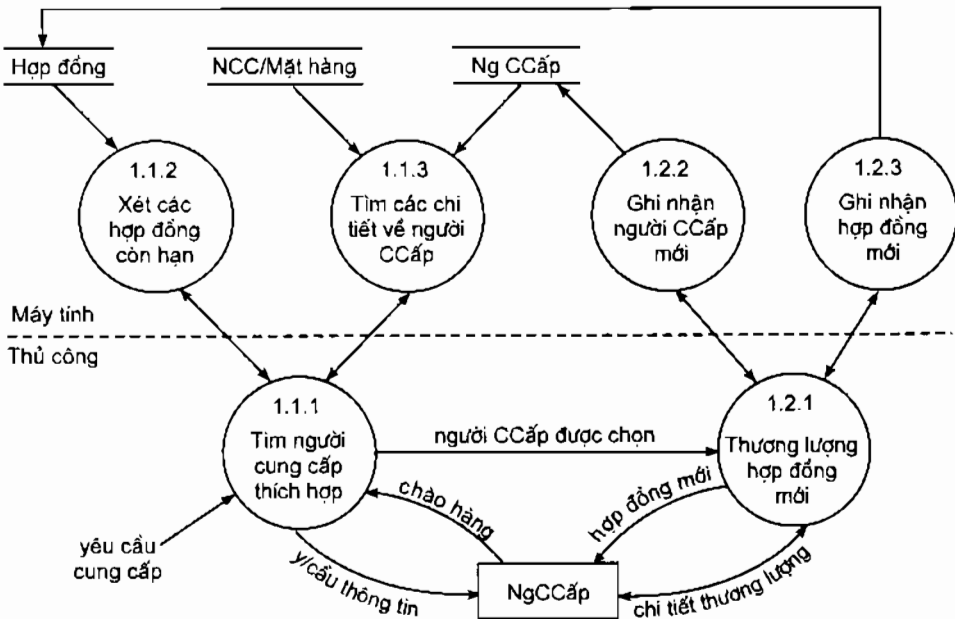 Hợp đồng
NCC/Mặt hàng
Ng CCấp
1.1.2
Xét các
hợp đồng
còn hạn
1.1.3
Tìm các chi
tiết về người
CCấp
1.2.2
Ghi nhận
người CCấp
mới
1.2.3
Ghi nhận
hợp đồng
mới
Máy tính
Thủ công
1.1.1
Tìm người
cung cấp
thích hợp
người CCấp được chọn
1.2.1
Thương lượng
hợp đồng
mới
chào hàng
hợp đồng mới
yêu cầu
cung cấp
y/cầu thông tin
NgCCấp
chi tiết thương lượng